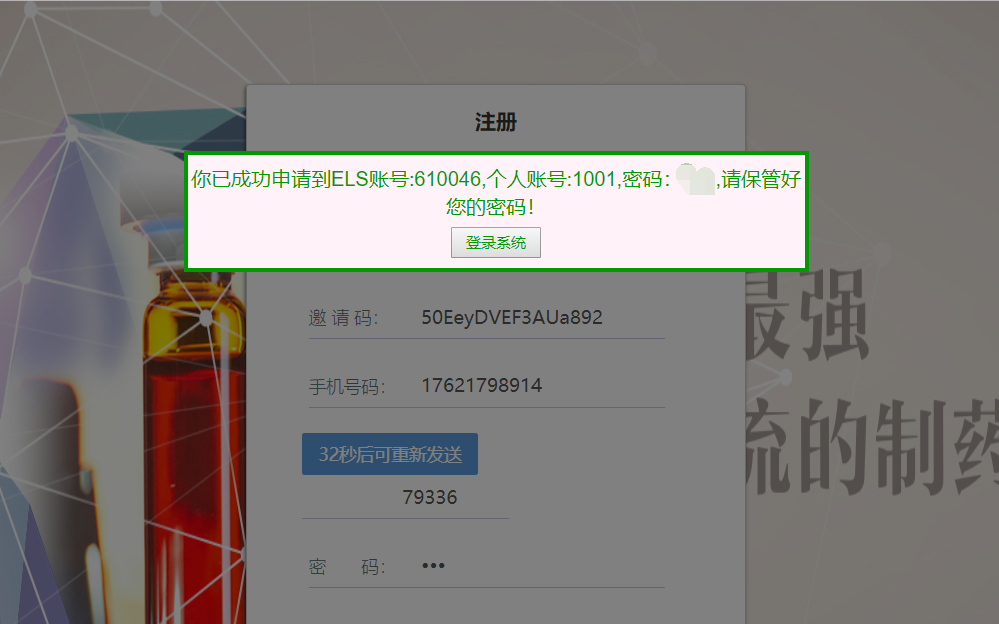 注册
你已成功申请到ELS账号:610046,个人账号:1001,密码：,请保管好
您的密码！
登录系统
最强
邀 请 码： 50EeyDVEF3AUa892
手机号码： 17621798914
流的制药
32秒后可重新发送
79336
密 码： •••